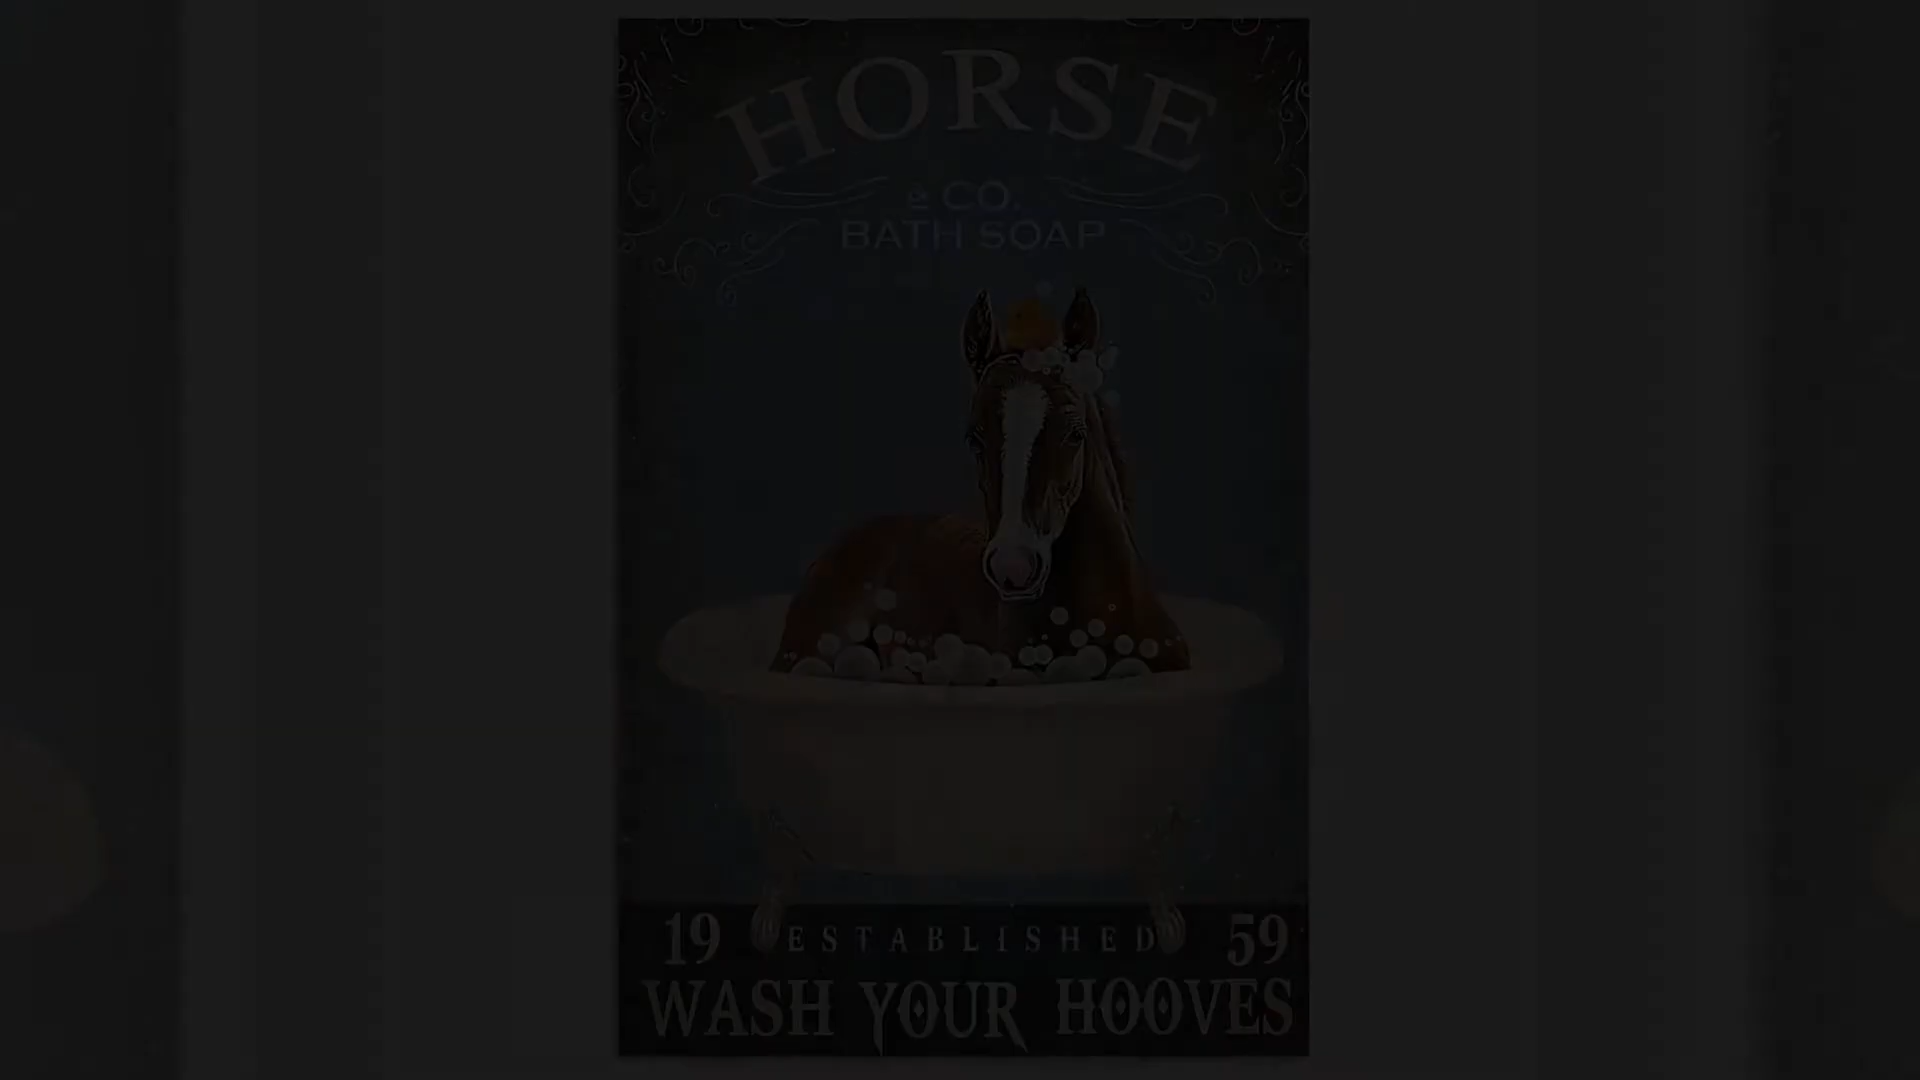 HORSE
& CO.
BATH SOAP
19 ESTABLISHED 59
WASH YOUR HOOVES